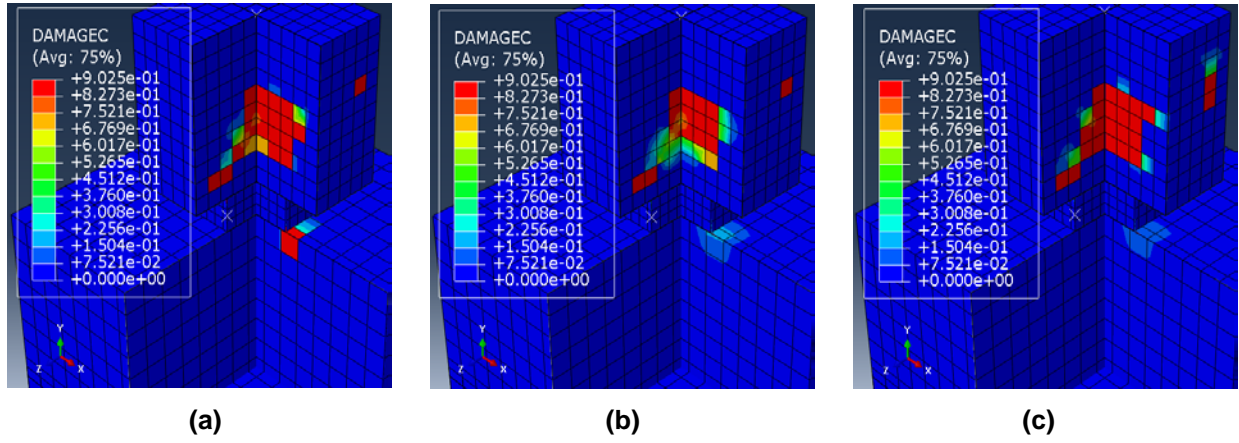 DAMAGEC
(Avg: 75%)
+9.025e-01
+8.273e-01
+7.521e-01
+6.769e-01
+6.017e-01
+5.265e-01
+4.512e-01
+3.760e-01
+3.008e-01
+2.256e-01
+1.504e-01
+7.521e-02
+0.000e+00
Y
X
Y
Z
X
DAMAGEC
(Avg: 75%)
+9.025e-01
+8.273e-01
+7.521e-01
+6.769e-01
+6.017e-01
+5.265e-01
+4.512e-01
+3.760e-01
+3.008e-01
+2.256e-01
+1.504e-01
+7.521e-02
+0.000e+00
Y
X
Y
Z
X
DAMAGEC
(Avg: 75%)
+9.025e-01
+8.273e-01
+7.521e-01
+6.769e-01
+6.017e-01
+5.265e-01
+4.512e-01
+3.760e-01
+3.008e-01
+2.256e-01
+1.504e-01
+7.521e-02
+0.000e+00
Y
X
Y
Z
X
(a)
(b)
(c)